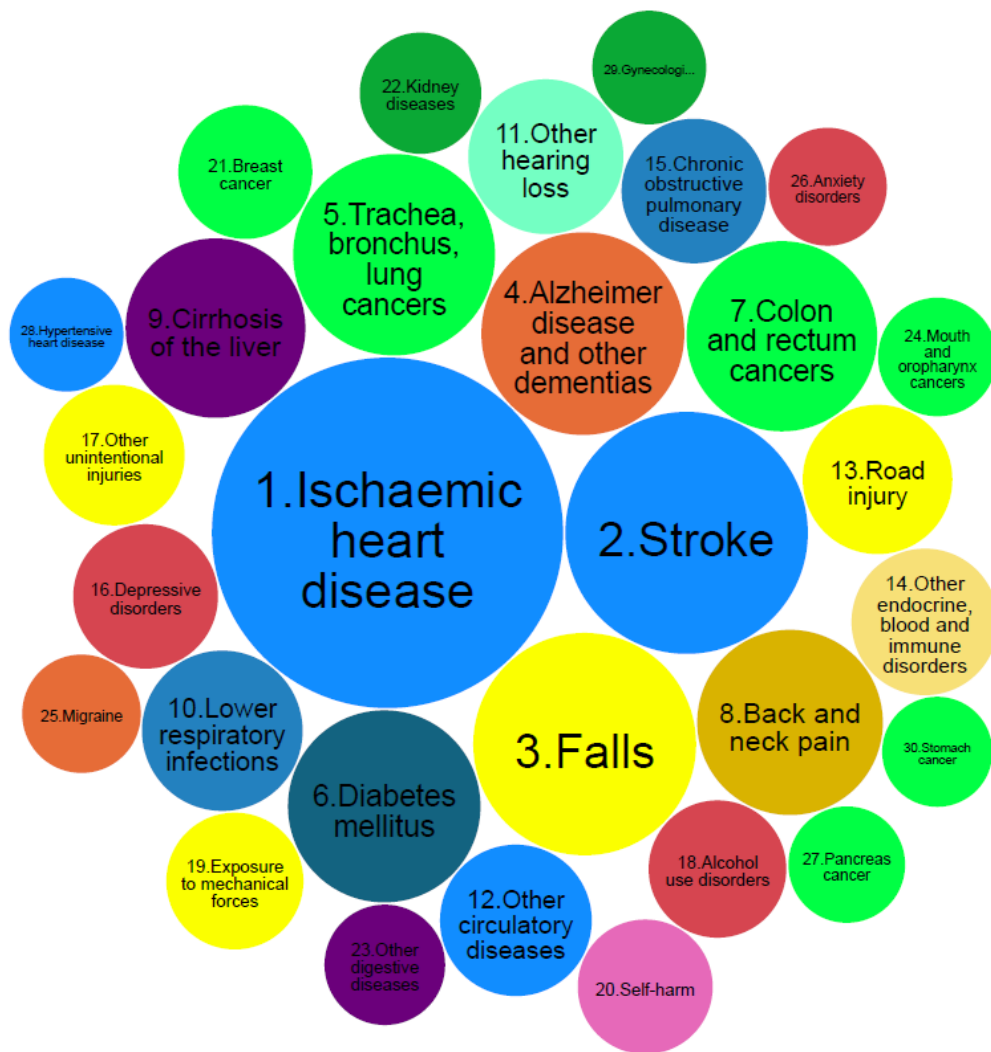 22.Kidney
diseases
29.Gynecologi...
11.Other
hearing
loss
21.Breast
cancer
15.Chronic
obstructive
pulmonary
disease
26.Anxiety
disorders
5.Trachea,
bronchus,
lung
cancers
4.Alzheimer
disease
and other
dementias
7.Colon
and rectum
cancers
28.Hypertensive
heart disease
9.Cirrhosis
of the liver
24.Mouth
and
oropharynx
cancers
17.Other
unintentional
injuries
1.Ischaemic
heart
disease
2.Stroke
13.Road
injury
16.Depressive
disorders
14.Other
endocrine,
blood and
immune
disorders
25.Migraine
10.Lower
respiratory
infections
3.Falls
8.Back and
neck pain
30.Stomach
cancer
6.Diabetes
mellitus
19.Exposure
to mechanical
forces
18.Alcohol
use disorders
27.Pancreas
cancer
12.Other
circulatory
diseases
23.Other
digestive
diseases
20.Self-harm